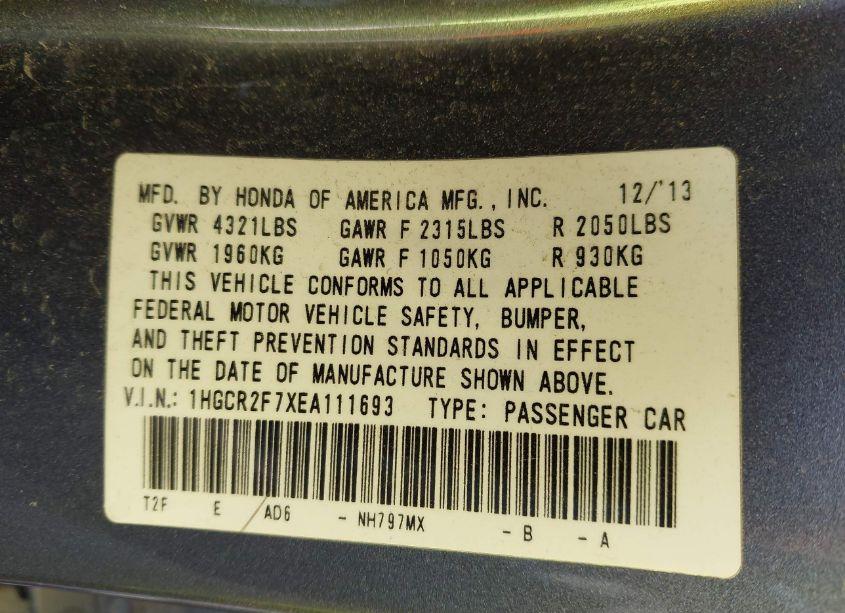 MFD. BY HONDA OF AMERICA MFG., INC. 12/'13
GVWR 4321LBS GAWR F 2315LBS R 2050LBS
GVWR 1960KG GAWR F 1050KG R 930KG
THIS VEHICLE CONFORMS TO ALL APPLICABLE
FEDERAL MOTOR VEHICLE SAFETY, BUMPER,
AND THEFT PREVENTION STANDARDS IN EFFECT
ON THE DATE OF MANUFACTURE SHOWN ABOVE.
V.I.N.: 1HGCR2F7XEA111693 TYPE: PASSENGER CAR
T2F E AD6 - NH797MX - B - A